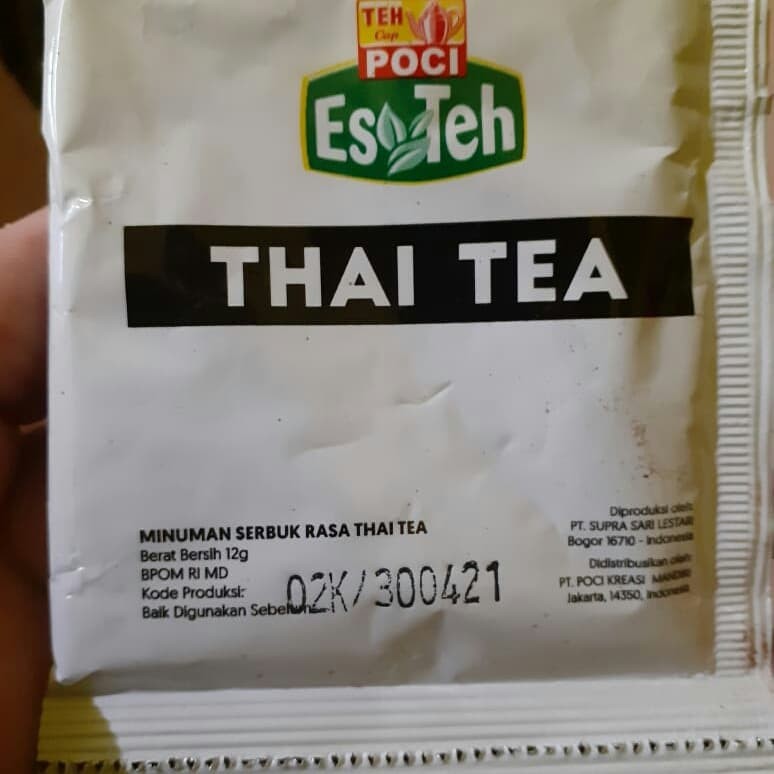 TEH
Cap
POCI
Es Teh
THAI TEA
MINUMAN SERBUK RASA THAI TEA
Berat Bersih 12g
BPOM RI MD
Kode Produksi:
Baik Digunakan Sebelum:
02K/300421
Diproduksi oleh:
PT. SUPRA SARI LESTARI
Bogor 16710 - Indonesia
Didistribusikan oleh:
PT. POCI KREASI MANDIRI
Jakarta, 14350, Indonesia